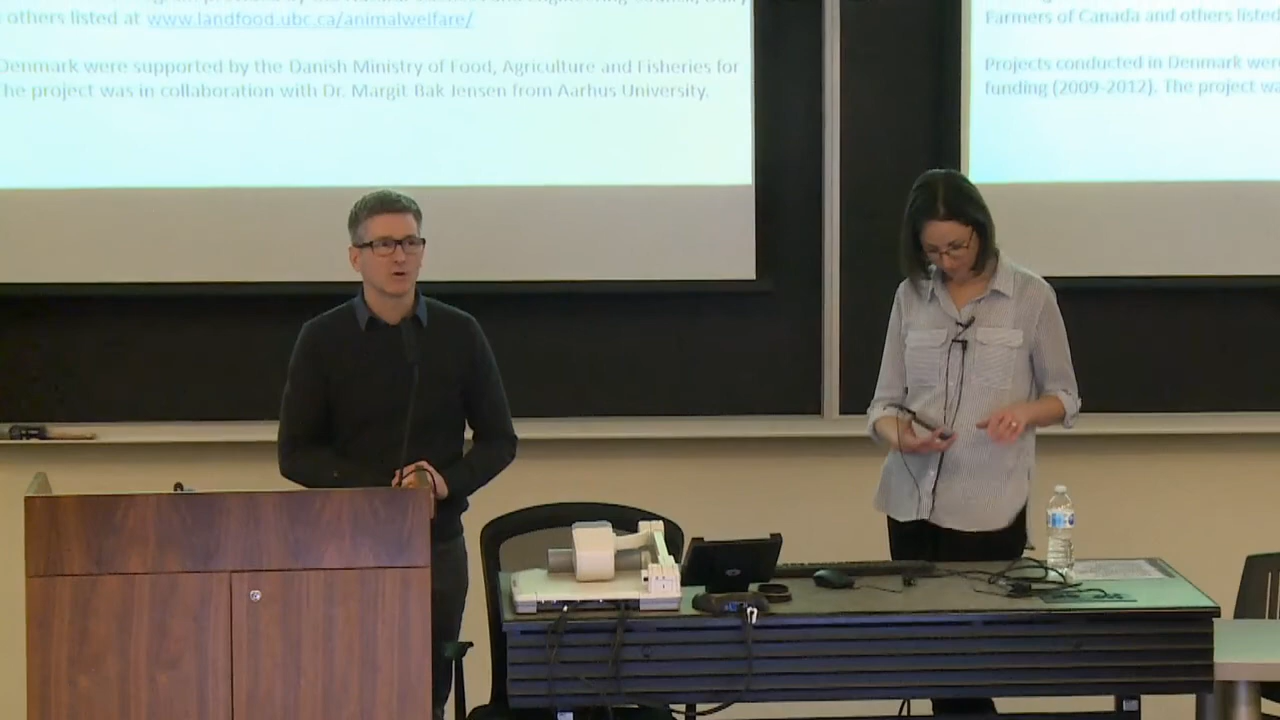 others listed at www.landfood.ubc.ca/animalwelfare/
Denmark were supported by the Danish Ministry of Food, Agriculture and Fisheries for
The project was in collaboration with Dr. Margit Bak Jensen from Aarhus University.
Farmers of Canada and others listed
Projects conducted in Denmark were
funding (2009-2012). The project wa